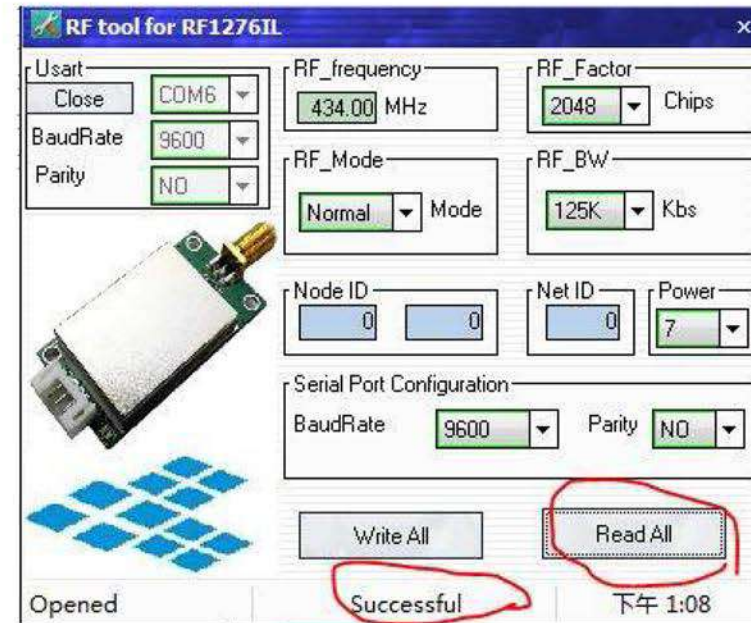 RF tool for RF1276IL x
Usart
Close COM6
BaudRate 9600
Parity NO
RF_frequency
434.00 MHz
RF_Factor
2048 Chips
RF_Mode
Normal Mode
RF_BW
125K Kbs
Node ID
0 0
Net ID
0
Power
7
Serial Port Configuration
BaudRate 9600 Parity NO
Write All Read All
Opened Successful 下午 1:08